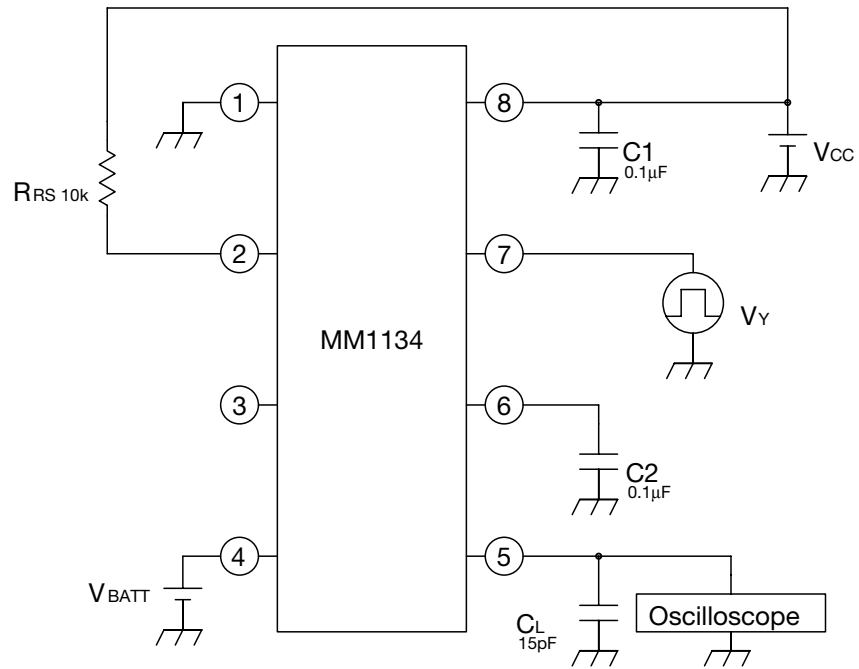 1
8
C1
0.1μF
VCC
RRS 10k
2
7
VY
MM1134
3
6
C2
0.1μF
4
5
VBATT
CL
15pF
Oscilloscope